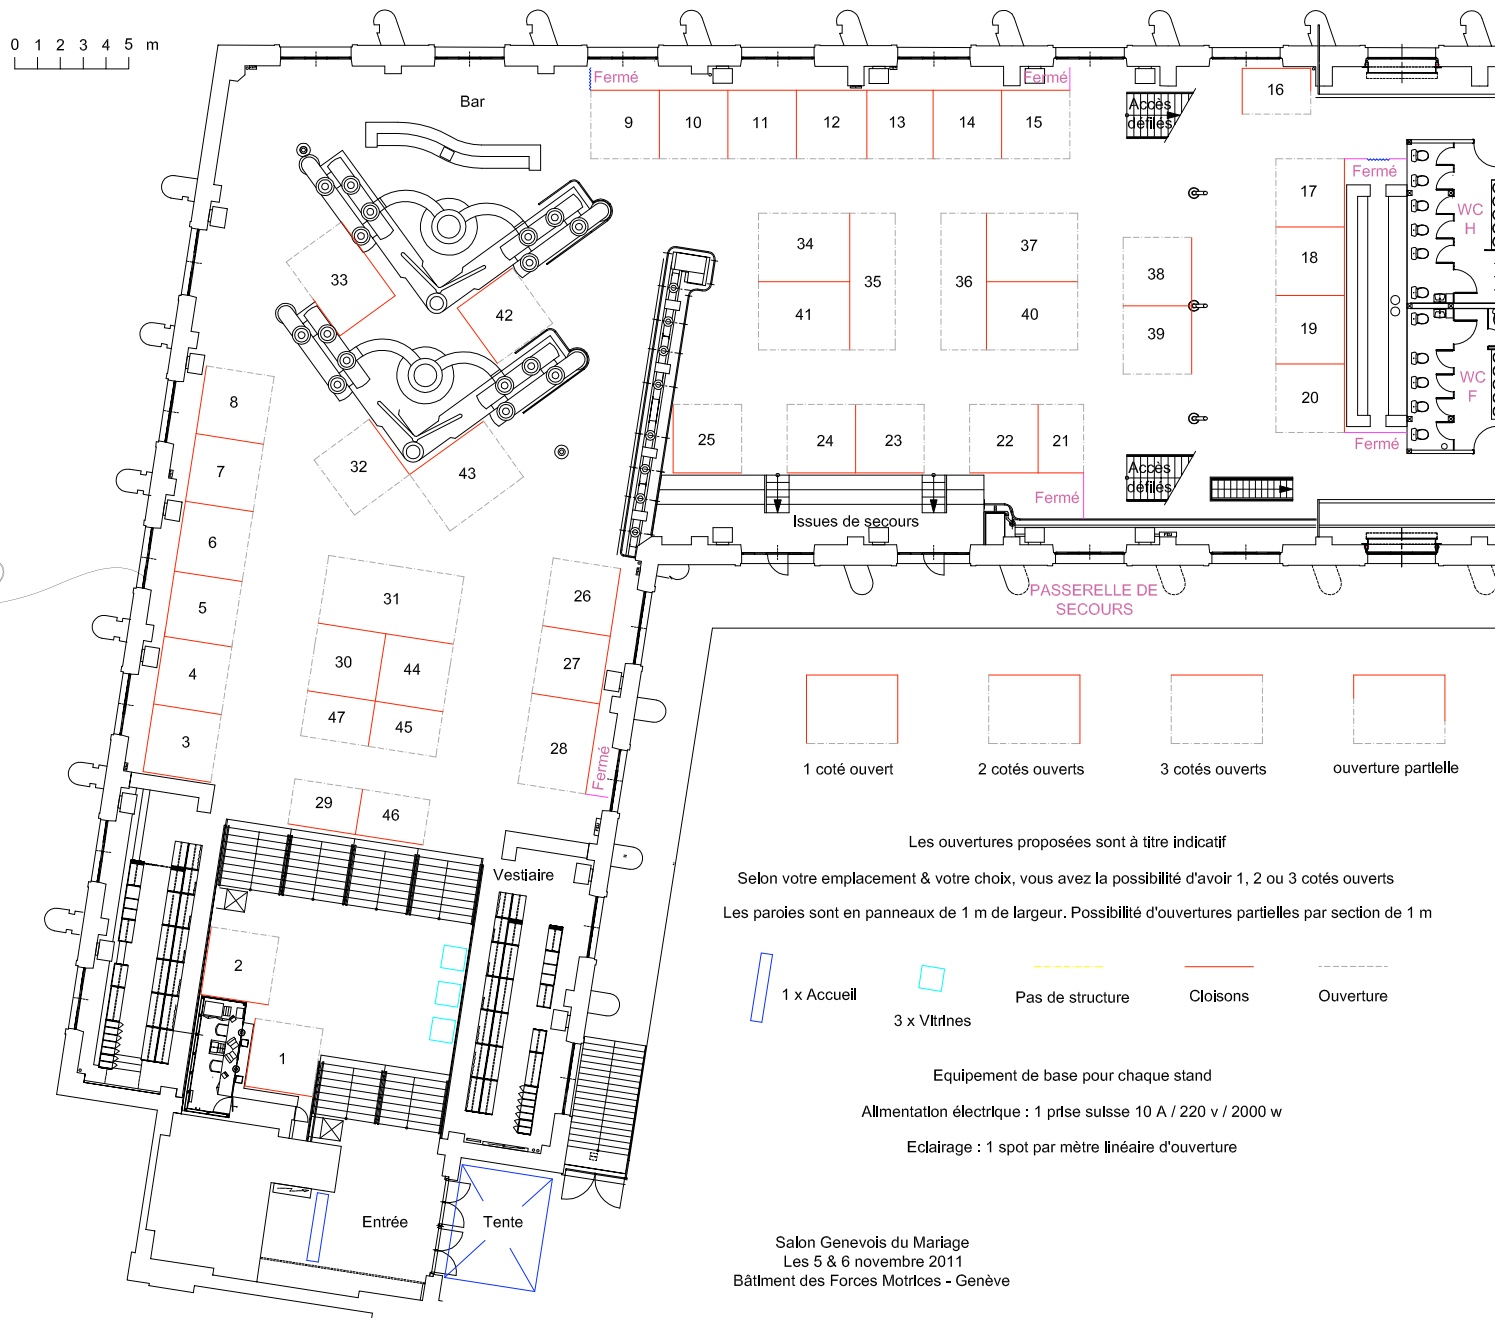 0 1 2 3 4 5 m
Bar
Fermé
Fermé
9 10 11 12 13 14 15
Accès
défilés
16
17
18
19
20
Fermé
Fermé
WC
H
WC
F
33
42
32
43
34
35
41
36
37
40
38
39
25
24
23
22
21
Fermé
Accès
défilés
Issues de secours
PASSERELLE DE
SECOURS
8
7
6
5
4
3
31
30
44
47
45
26
27
28
Fermé
29
46
Vestiaire
2
1
Entrée
Tente
1 coté ouvert
2 cotés ouverts
3 cotés ouverts
ouverture partielle
Les ouvertures proposées sont à titre indicatif
Selon votre emplacement & votre choix, vous avez la possibilité d'avoir 1, 2 ou 3 cotés ouverts
Les paroies sont en panneaux de 1 m de largeur. Possibilité d'ouvertures partielles par section de 1 m
1 x Accueil
3 x Vitrines
Pas de structure
Cloisons
Ouverture
Equipement de base pour chaque stand
Alimentation électrique : 1 prise suisse 10 A / 220 v / 2000 w
Eclairage : 1 spot par mètre linéaire d'ouverture
Salon Genevois du Mariage
Les 5 & 6 novembre 2011
Bâtiment des Forces Motrices - Genève